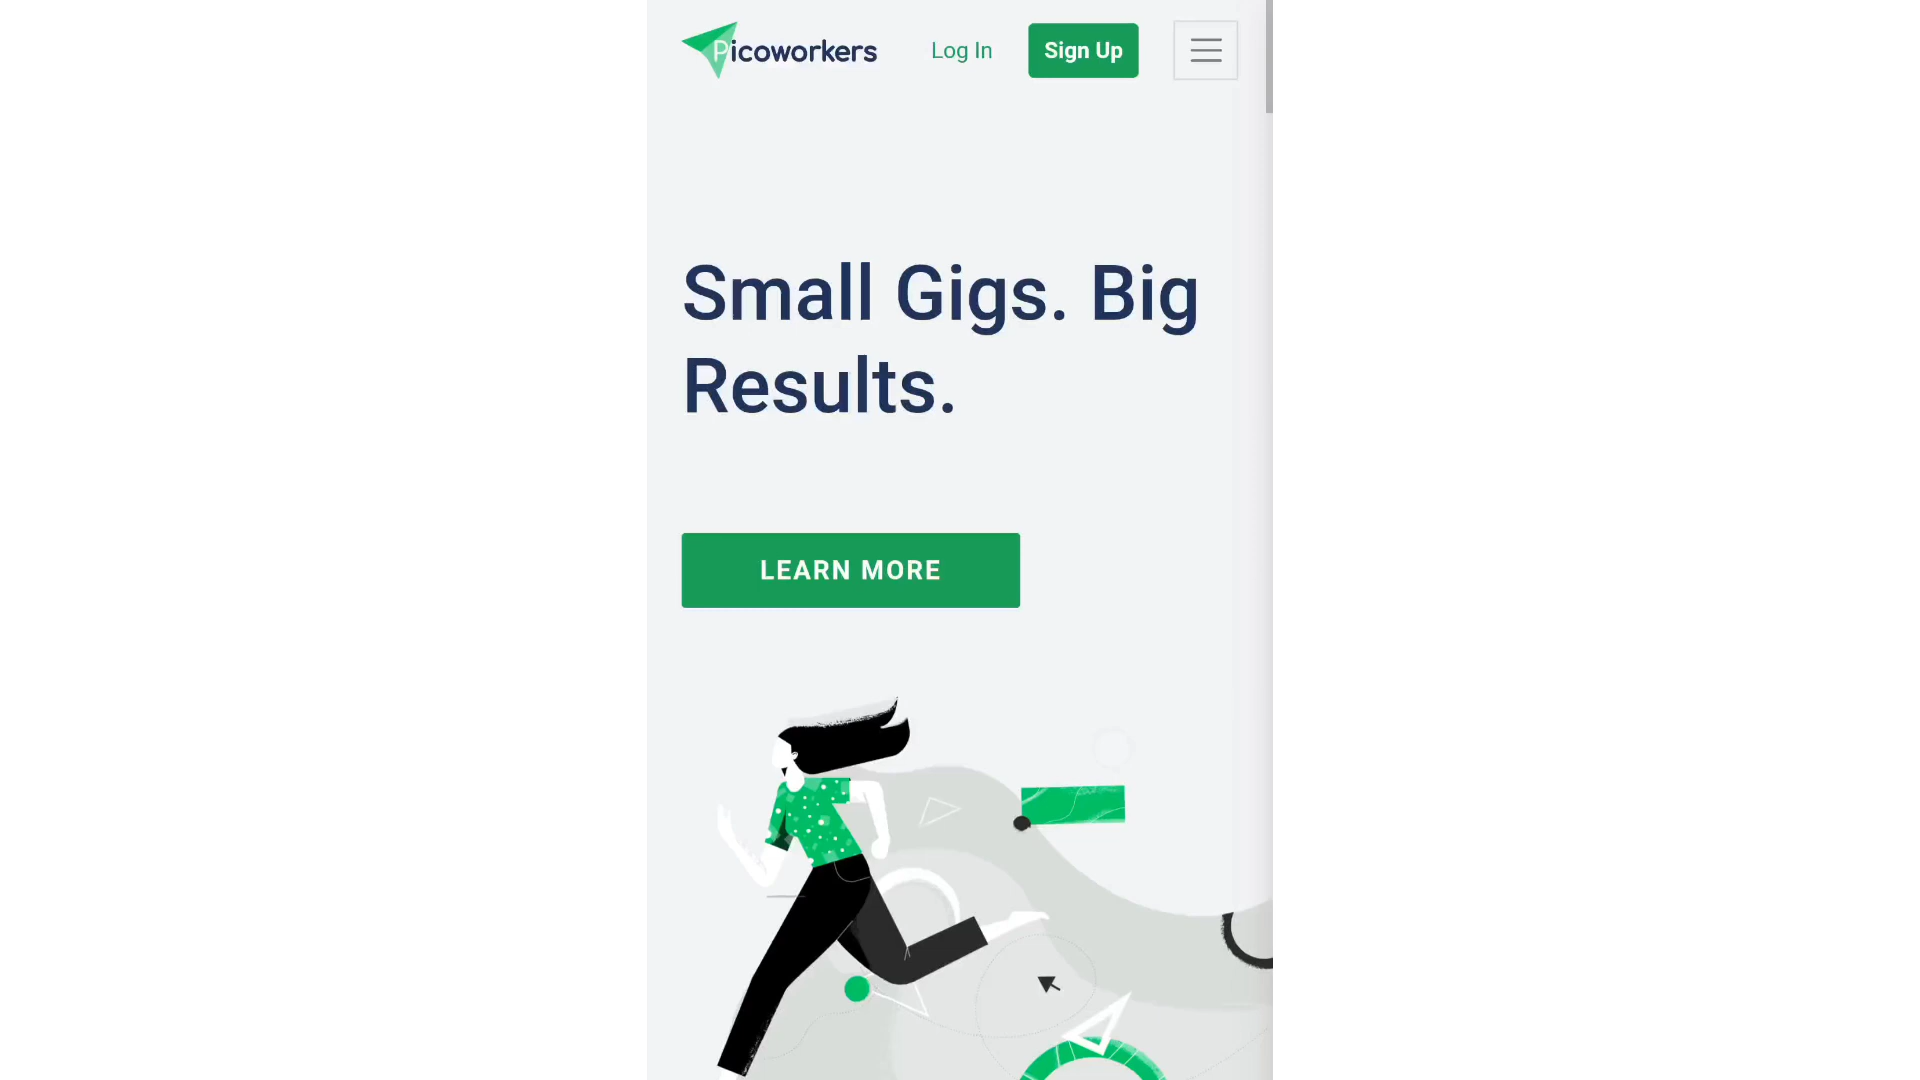 Picoworkers
Log In
Sign Up
Small Gigs. Big
Results.
LEARN MORE